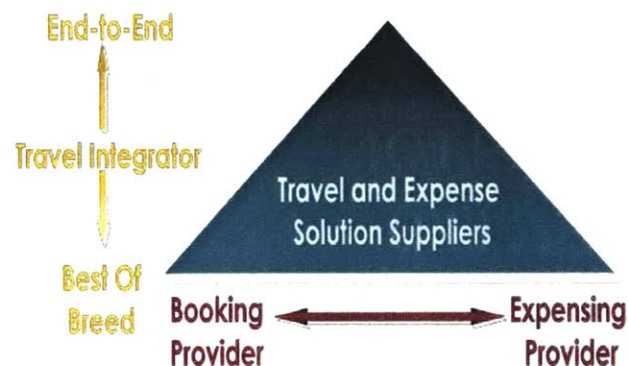 End-to-End
Travel Integrator
Best Of
Breed
Travel and Expense
Solution Suppliers
Booking
Provider
Expensing
Provider